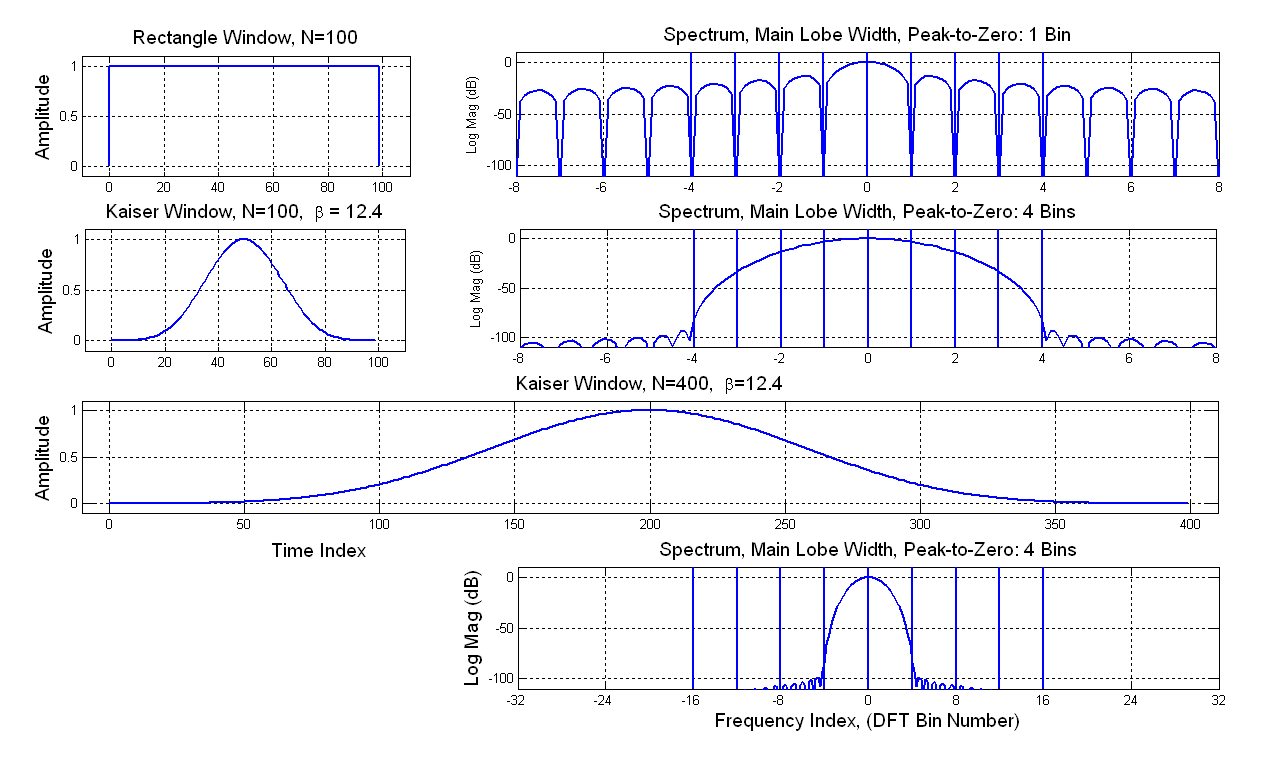 Rectangle Window, N=100
Amplitude
1
0.5
0
0 20 40 60 80 100
Spectrum, Main Lobe Width, Peak-to-Zero: 1 Bin
Log Mag (dB)
0
-50
-100
-8 -6 -4 -2 0 2 4 6 8
Kaiser Window, N=100, β = 12.4
Amplitude
1
0.5
0
0 20 40 60 80 100
Spectrum, Main Lobe Width, Peak-to-Zero: 4 Bins
Log Mag (dB)
0
-50
-100
-8 -6 -4 -2 0 2 4 6 8
Kaiser Window, N=400, β=12.4
Amplitude
1
0.5
0
0 50 100 150 200 250 300 350 400
Time Index
Spectrum, Main Lobe Width, Peak-to-Zero: 4 Bins
Log Mag (dB)
0
-50
-100
-32 -24 -16 -8 0 8 16 24 32
Frequency Index, (DFT Bin Number)